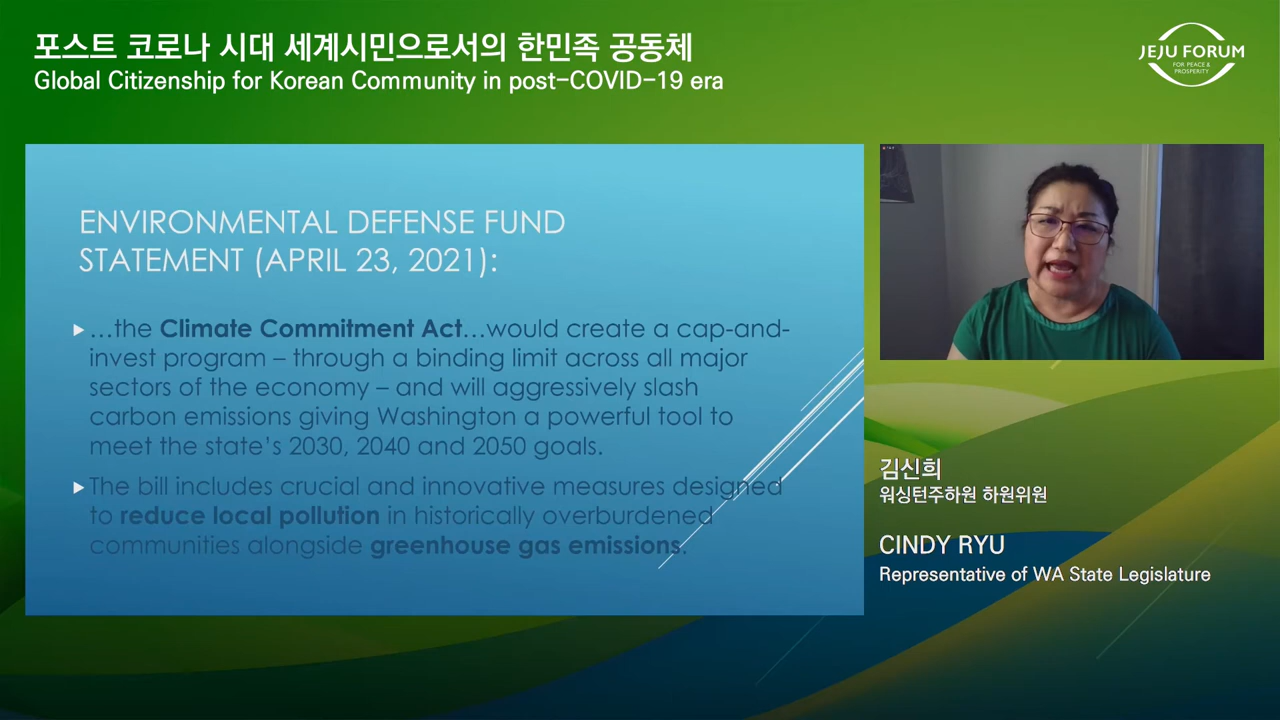 포스트 코로나 시대 세계시민으로서의 한민족 공동체
Global Citizenship for Korean Community in post-COVID-19 era
JEJU FORUM
FOR PEACE &
PROSPERITY
ENVIRONMENTAL DEFENSE FUND
STATEMENT (APRIL 23, 2021):
…the Climate Commitment Act…would create a cap-and-
invest program – through a binding limit across all major
sectors of the economy – and will aggressively slash
carbon emissions giving Washington a powerful tool to
meet the state’s 2030, 2040 and 2050 goals.
The bill includes crucial and innovative measures designed
to reduce local pollution in historically overburdened
communities alongside greenhouse gas emissions.
김신희
워싱턴주하원 하원위원
CINDY RYU
Representative of WA State Legislature